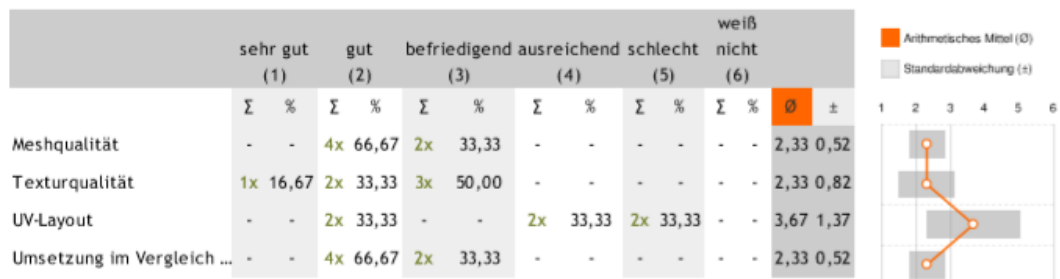 weiß
sehr gut gut befriedigend ausreichend schlecht nicht
(1) (2) (3) (4) (5) (6)
Arithmetisches Mittel (Ø)
Standardabweichung (±)
Σ % Σ % Σ % Σ % Σ % Σ % Ø ±
1 2 3 4 5 6
Meshqualität - - 4x 66,67 2x 33,33 - - - - - - 2,33 0,52
Texturqualität 1x 16,67 2x 33,33 3x 50,00 - - - - - - 2,33 0,82
UV-Layout - - 2x 33,33 - - 2x 33,33 2x 33,33 - - 3,67 1,37
Umsetzung im Vergleich ... - - 4x 66,67 2x 33,33 - - - - - - 2,33 0,52